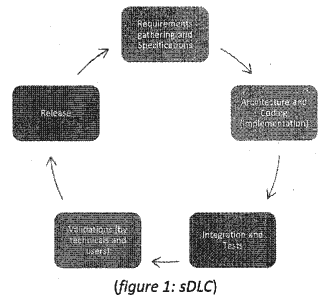 Requirements
gathering and
Specifications
Arquitecture and
Coding
(Implementation)
Integration and
Tests
Validations (by
technicals and
users)
Release
(figure 1: sDLC)